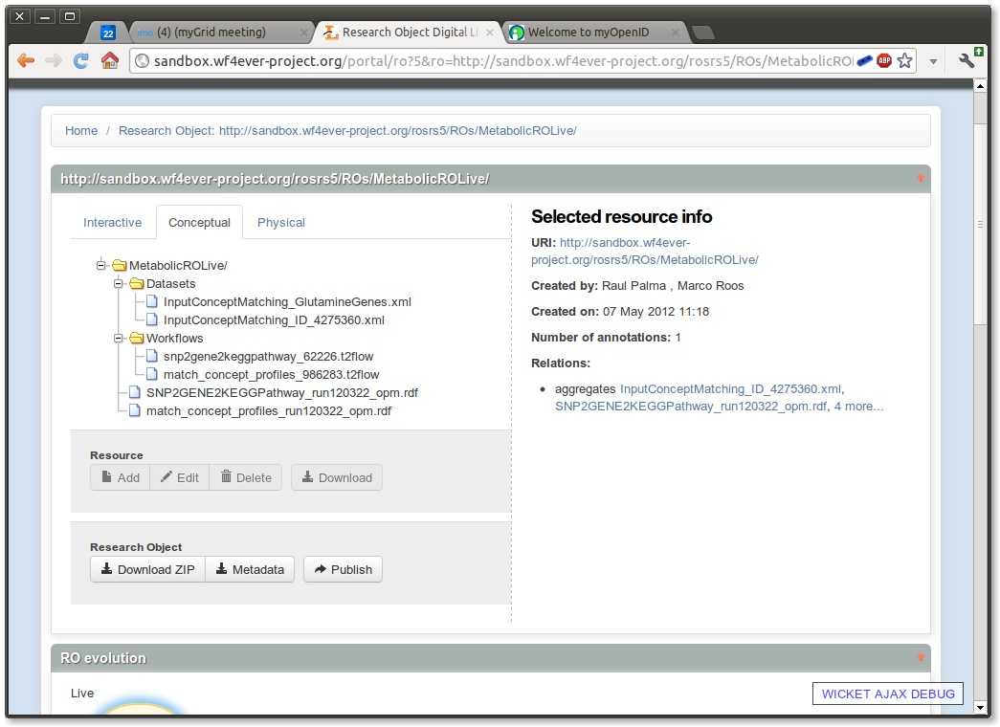 22
(4) (myGrid meeting)
Research Object Digital Li
Welcome to myOpenID
sandbox.wf4ever-project.org/portal/ro?5&ro=http://sandbox.wf4ever-project.org/rosrs5/ROs/MetabolicROI
ABP
Home / Research Object: http://sandbox.wf4ever-project.org/rosrs5/ROs/MetabolicROLive/
http://sandbox.wf4ever-project.org/rosrs5/ROs/MetabolicROLive/
Interactive Conceptual Physical
MetabolicROLive/
Datasets
InputConceptMatching_GlutamineGenes.xml
InputConceptMatching_ID_4275360.xml
Workflows
snp2gene2keggpathway_62226.t2flow
match_concept_profiles_986283.t2flow
SNP2GENE2KEGGPathway_run120322_opm.rdf
match_concept_profiles_run120322_opm.rdf
Resource
Add Edit Delete Download
Research Object
Download ZIP Metadata Publish
Selected resource info
URI: http://sandbox.wf4ever-
project.org/rosrs5/ROs/MetabolicROLive/
Created by: Raul Palma , Marco Roos
Created on: 07 May 2012 11:18
Number of annotations: 1
Relations:
aggregates InputConceptMatching_ID_4275360.xml,
SNP2GENE2KEGGPathway_run120322_opm.rdf, 4 more...
RO evolution
Live
WICKET AJAX DEBUG